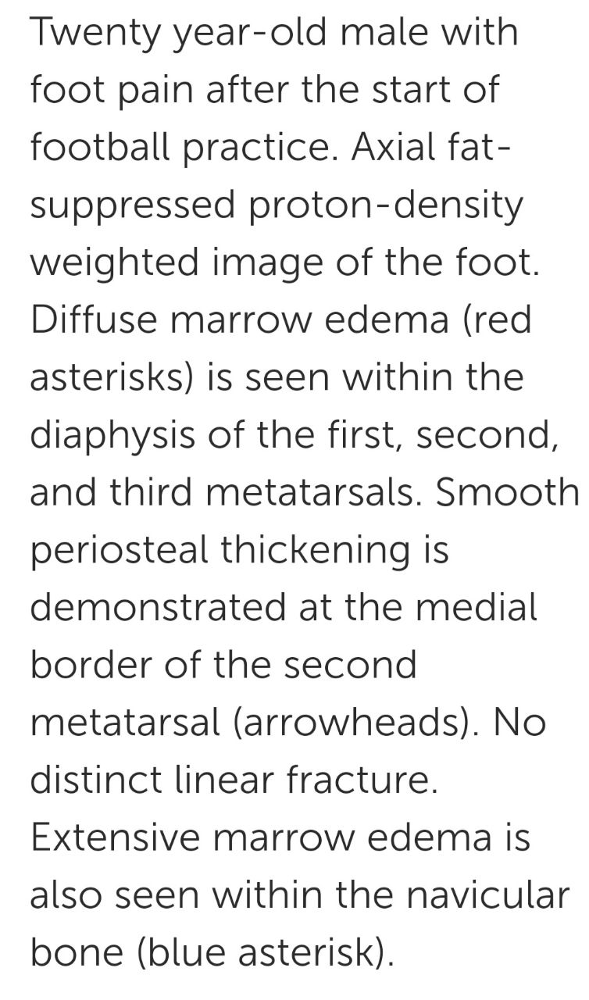 Twenty year-old male with
foot pain after the start of
football practice. Axial fat-
suppressed proton-density
weighted image of the foot.
Diffuse marrow edema (red
asterisks) is seen within the
diaphysis of the first, second,
and third metatarsals. Smooth
periosteal thickening is
demonstrated at the medial
border of the second
metatarsal (arrowheads). No
distinct linear fracture.
Extensive marrow edema is
also seen within the navicular
bone (blue asterisk).